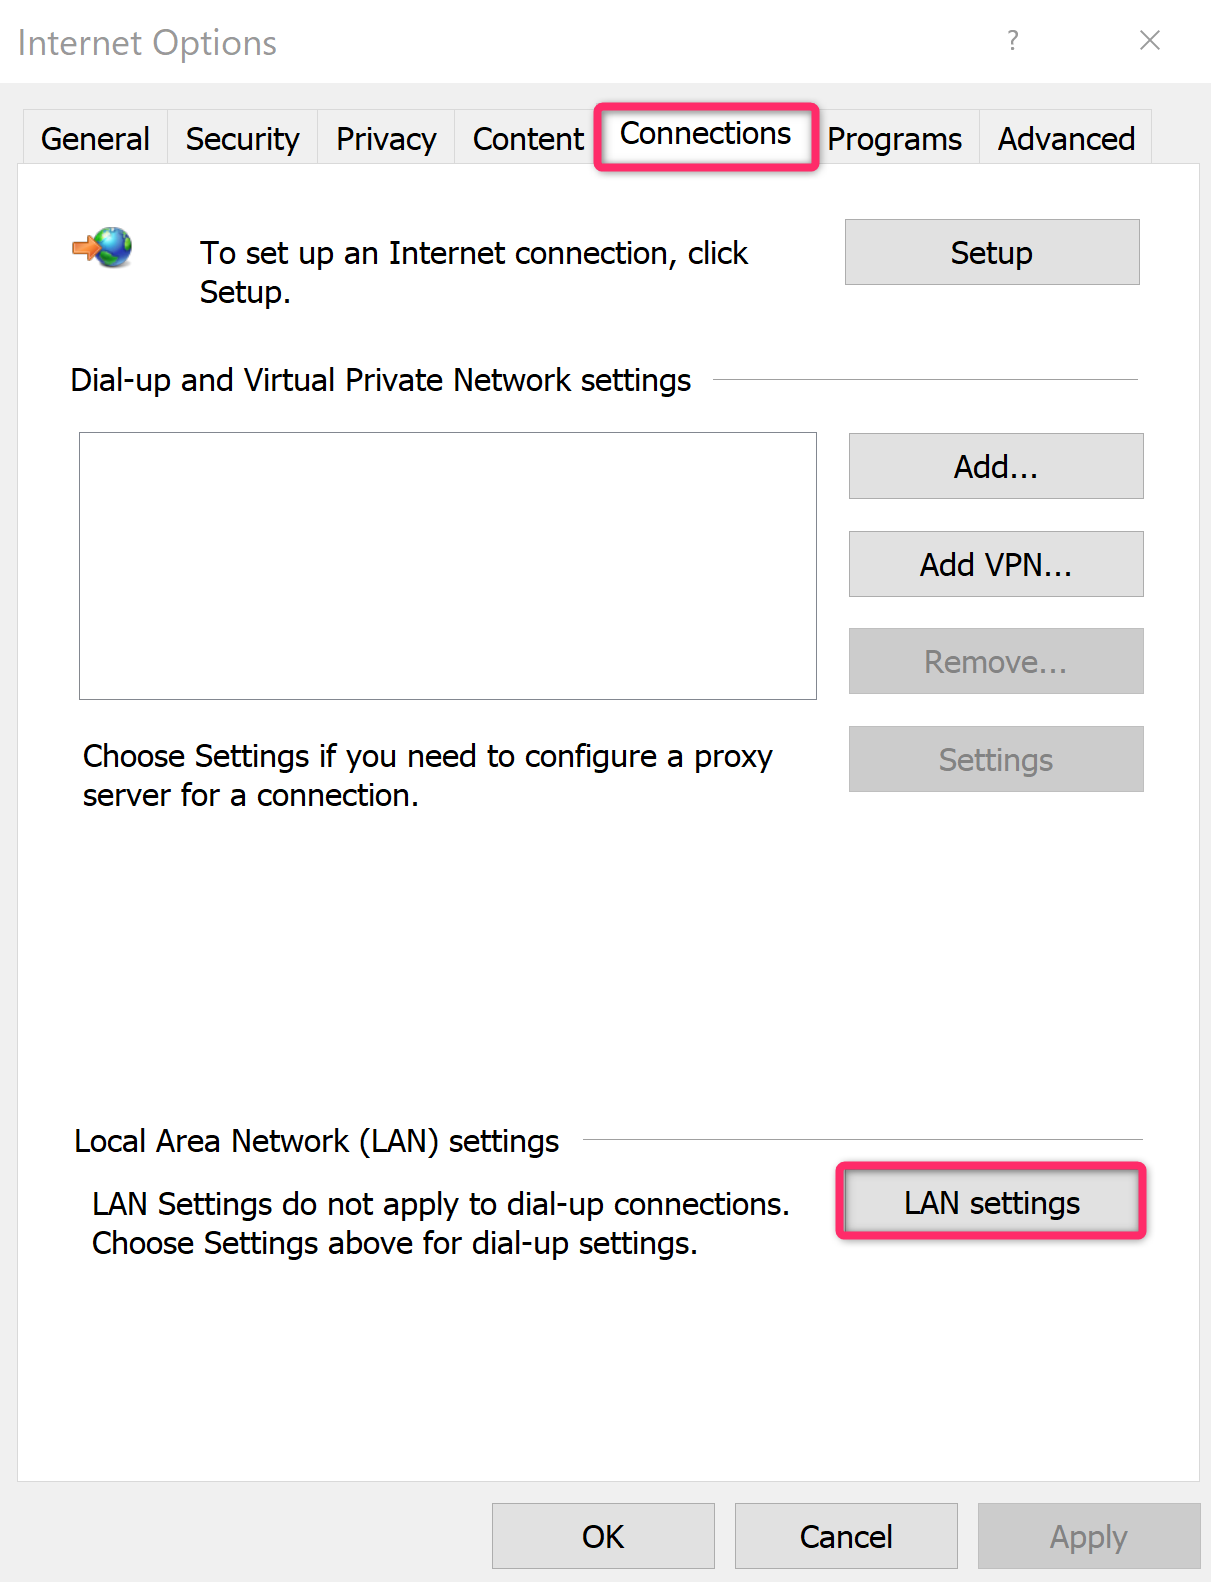 Internet Options
?
General Security Privacy Content Connections Programs Advanced
To set up an Internet connection, click
Setup.
Setup
Dial-up and Virtual Private Network settings
Add...
Add VPN...
Remove...
Choose Settings if you need to configure a proxy
server for a connection.
Settings
Local Area Network (LAN) settings
LAN Settings do not apply to dial-up connections.
Choose Settings above for dial-up settings.
LAN settings
OK Cancel Apply